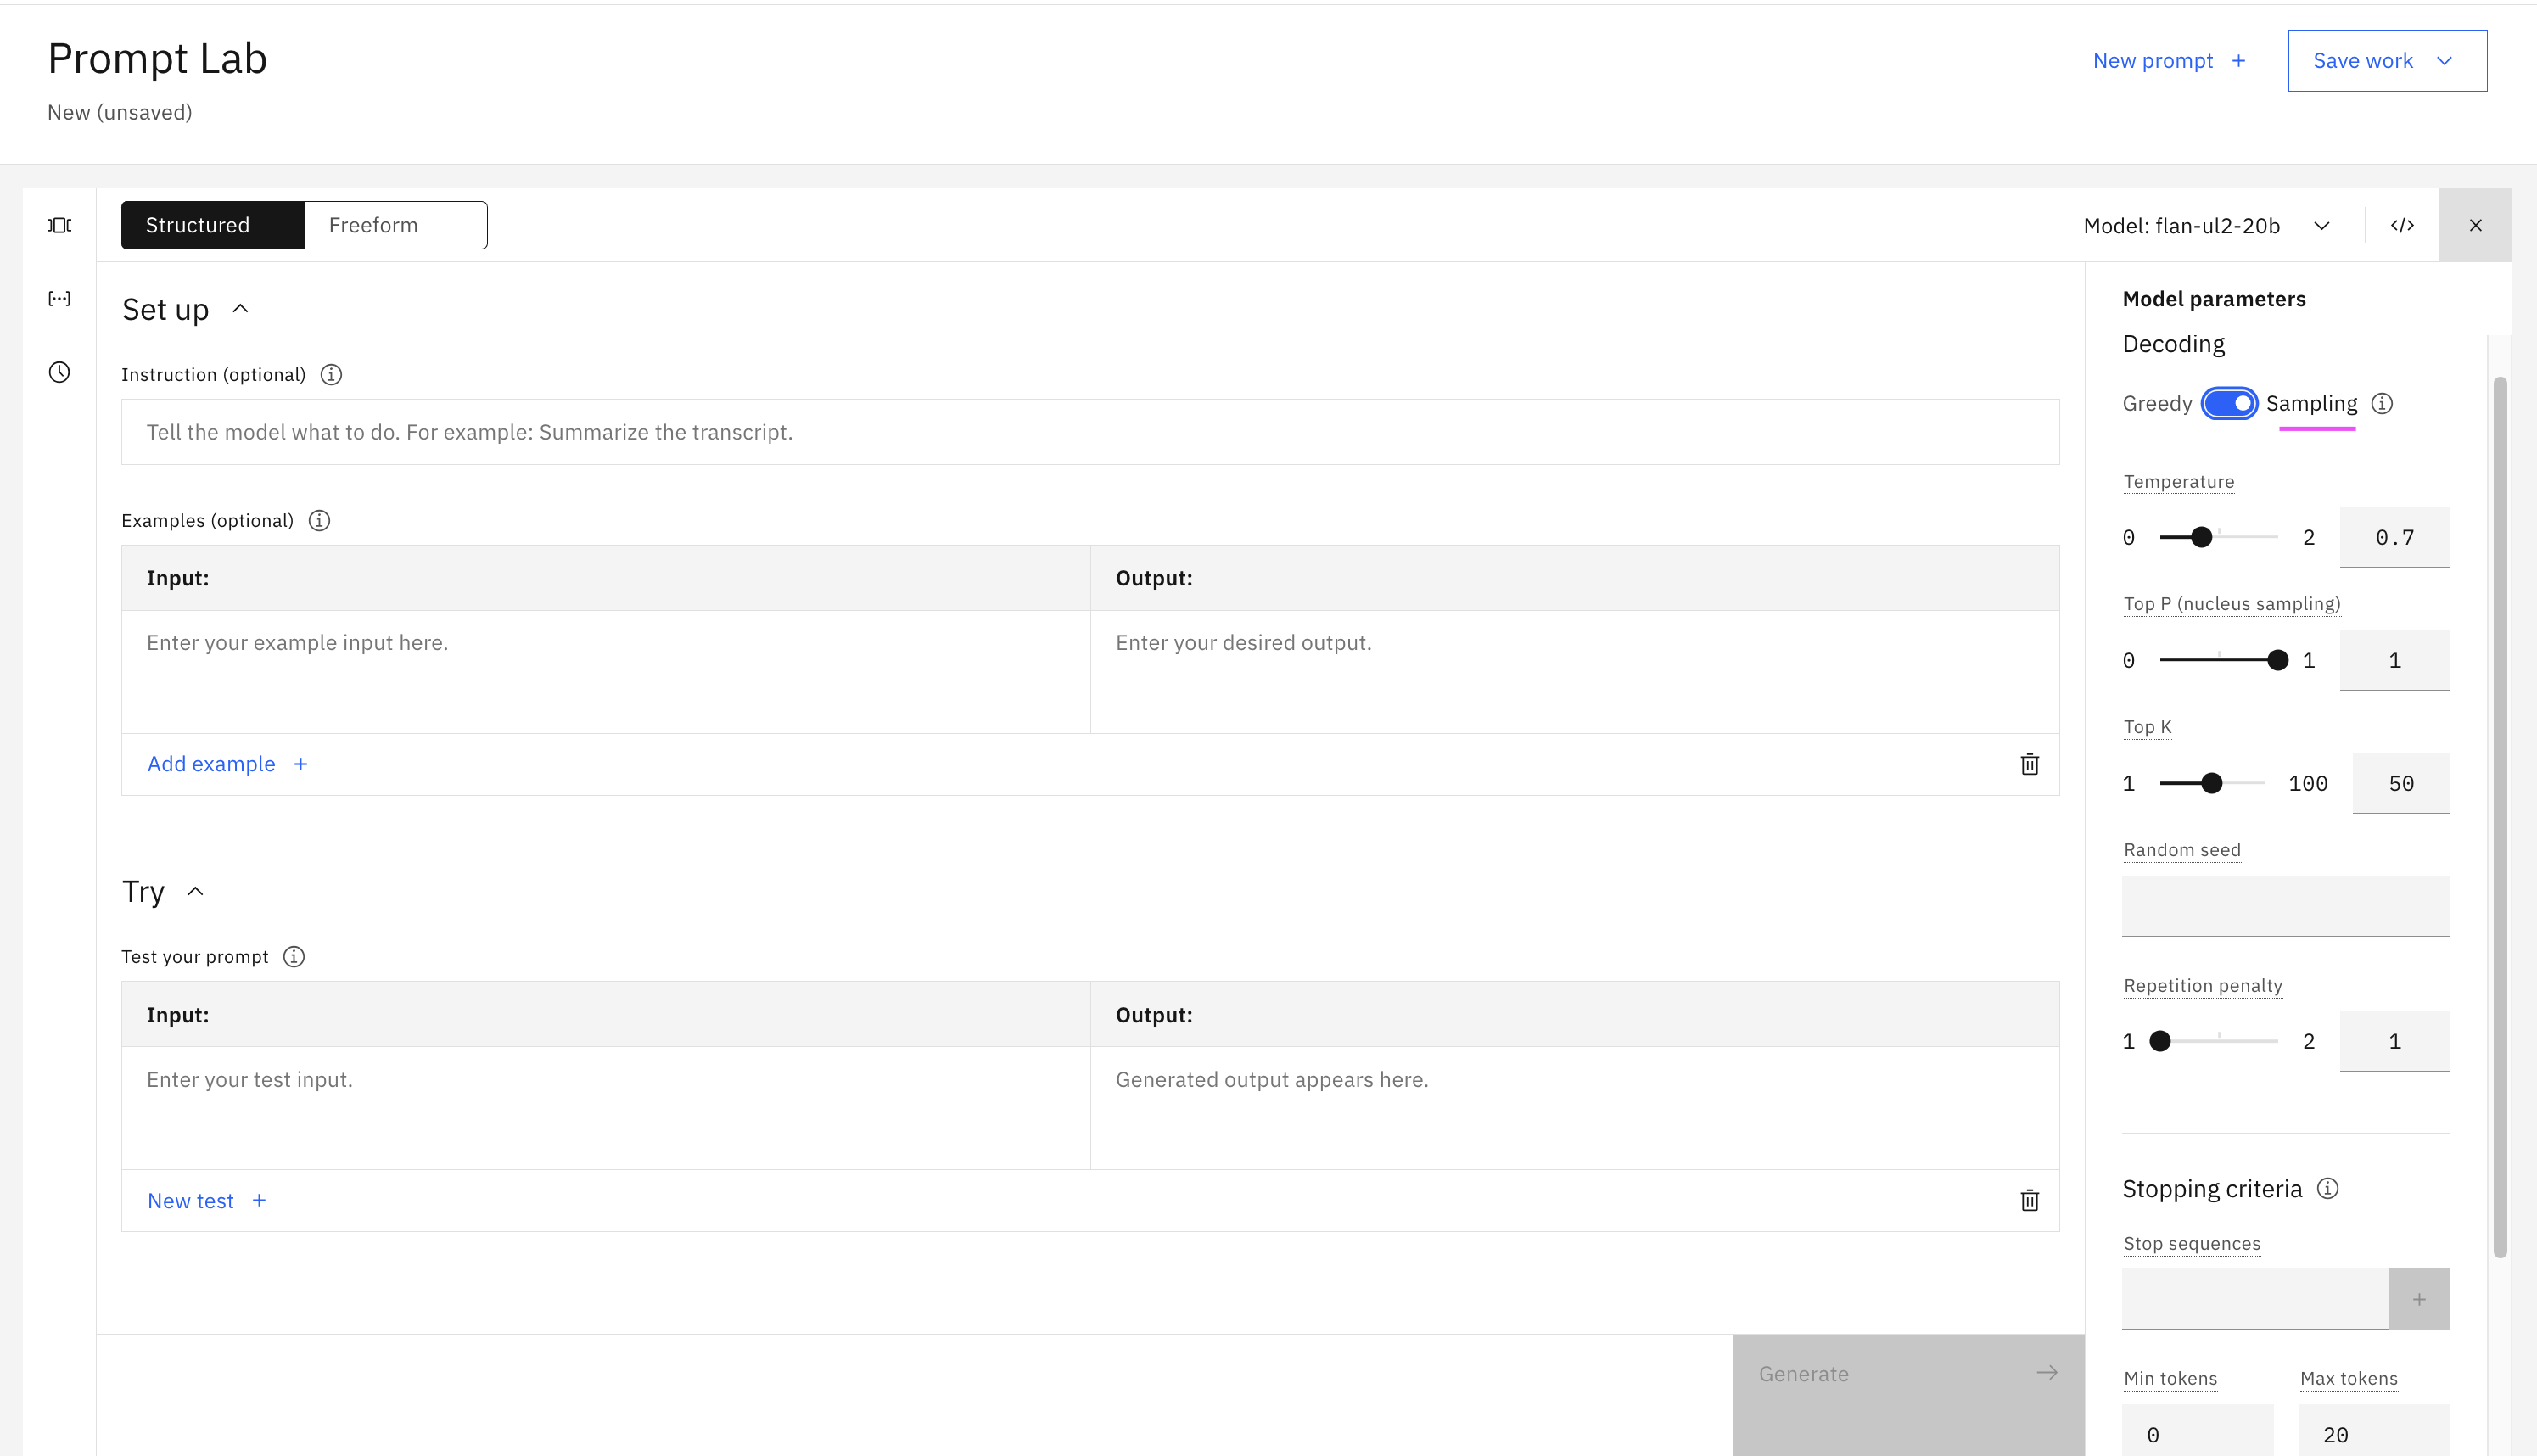 Prompt Lab
New prompt +
Save work
New (unsaved)
Structured
Freeform
Model: flan-ul2-20b
Set up
Instruction (optional)
Tell the model what to do. For example: Summarize the transcript.
Examples (optional)
Input:
Output:
Enter your example input here.
Enter your desired output.
Add example +
Try
Test your prompt
Input:
Output:
Enter your test input.
Generated output appears here.
New test +
Generate
Model parameters
Decoding
Greedy Sampling
Temperature
0 2 0.7
Top P (nucleus sampling)
0 1 1
Top K
1 100 50
Random seed
Repetition penalty
1 2 1
Stopping criteria
Stop sequences
+
Min tokens Max tokens
0 20